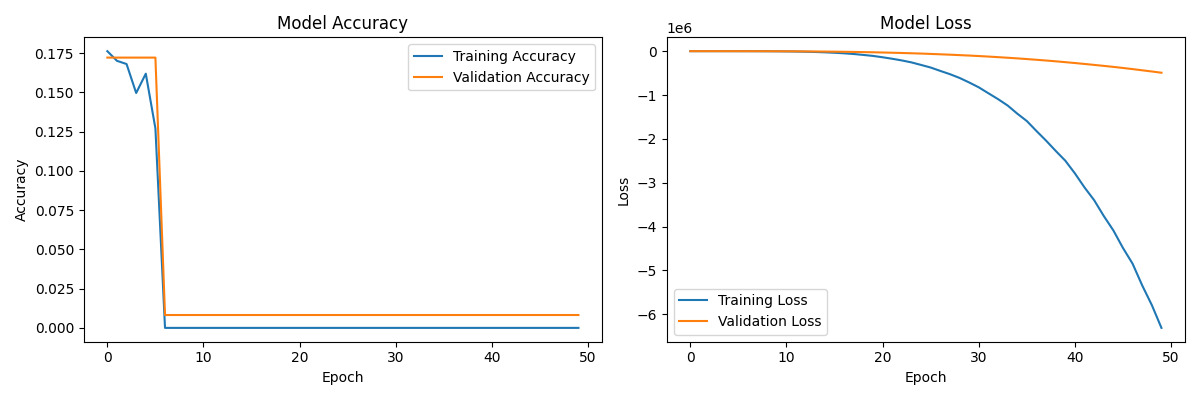 Model Accuracy
Training Accuracy
Validation Accuracy
0.175
0.150
0.125
0.100
0.075
0.050
0.025
0.000
Accuracy
0 10 20 30 40 50
Epoch
Model Loss
1e6
0
−1
−2
−3
−4
−5
−6
Loss
Training Loss
Validation Loss
0 10 20 30 40 50
Epoch